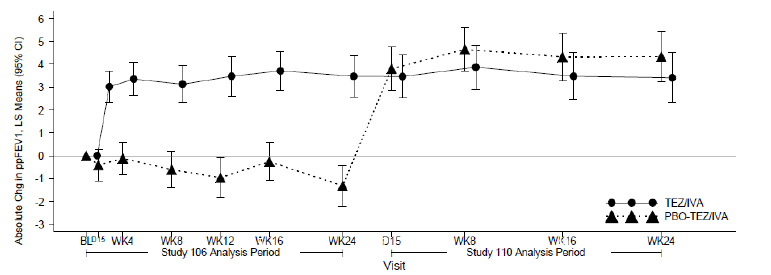 Absolute Chg in ppFEV1, LS Means (95% CI)
6
5
4
3
2
1
0
-1
-2
-3
TEZ/IVA
PBO-TEZ/IVA
BL D15 WK4 WK8 WK12 WK16 WK24 D15 WK8 WK16 WK24
Study 106 Analysis Period Study 110 Analysis Period
Visit